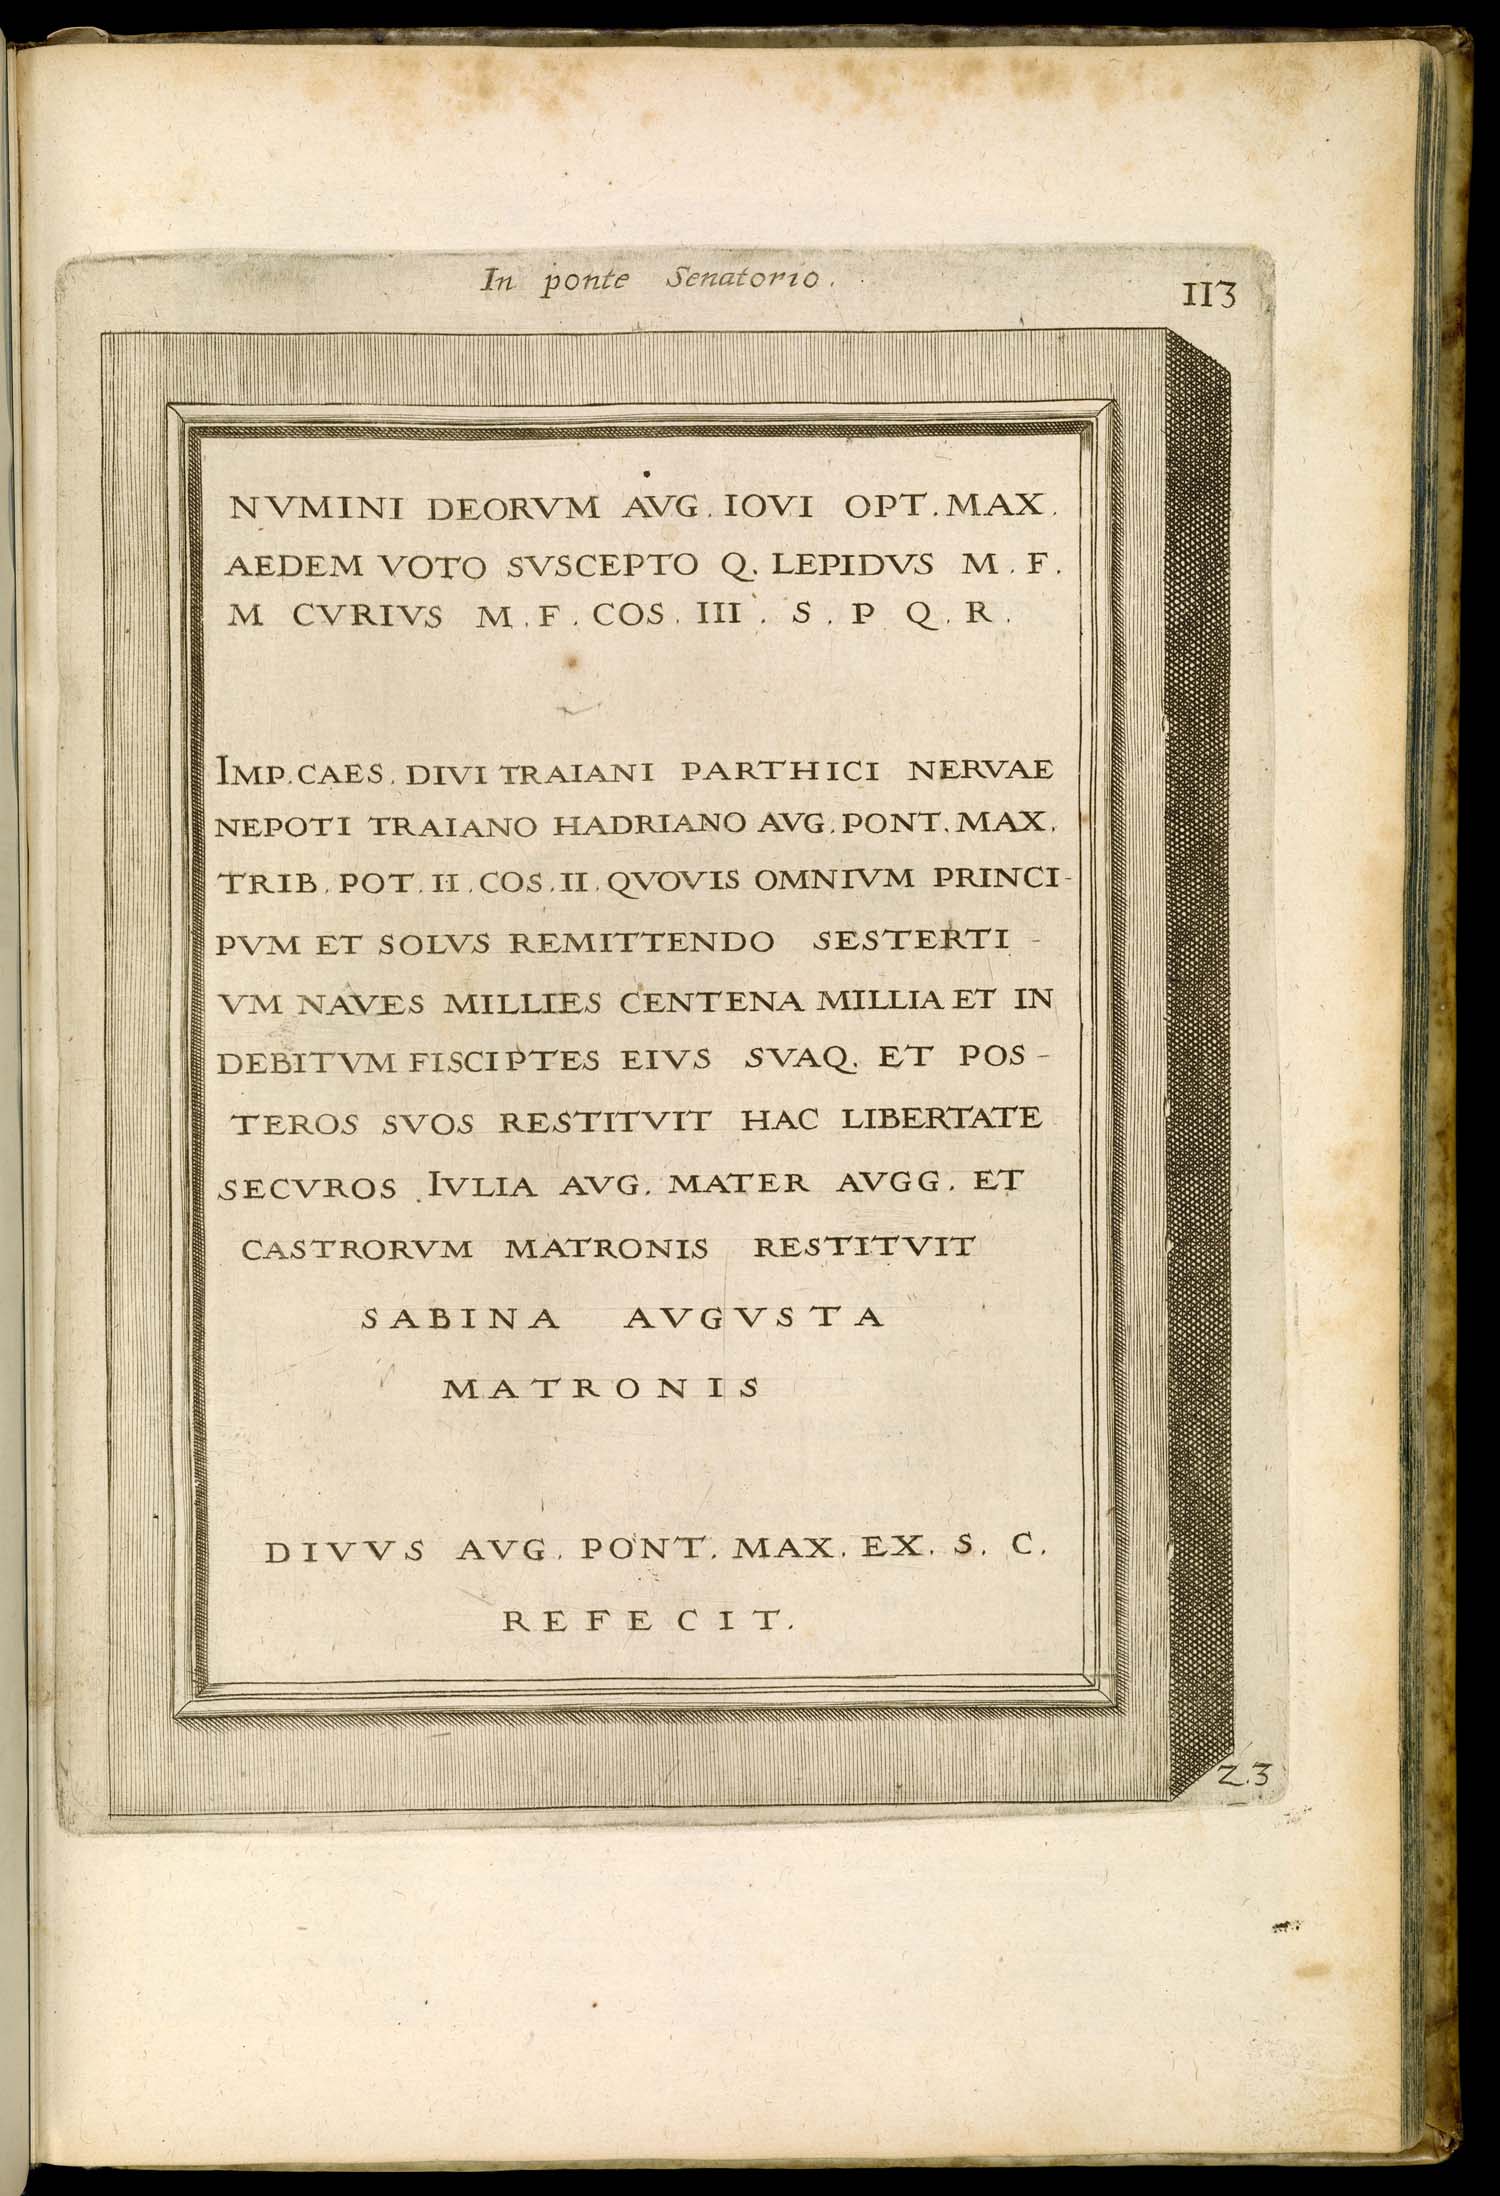 In ponte Senatorio.
113
NVMINI DEORVM AVG. IOVI OPT. MAX.
AEDEM VOTO SVSCEPTO Q. LEPIDVS M. F.
M CVRIVS M. F. COS. III. S. P Q. R.
IMP. CAES. DIVI TRAIANI PARTHICI NERVAE
NEPOTI TRAIANO HADRIANO AVG. PONT. MAX.
TRIB. POT. II. COS. II. QVOVIS OMNIVM PRINCI-
PVM ET SOLVS REMITTENDO SESTERTI-
VM NAVES MILLIES CENTENA MILLIA ET IN
DEBITVM FISCIPTES EIVS SVAQ. ET POS-
TEROS SVOS RESTITVIT HAC LIBERTATE
SECVROS. IVLIA AVG. MATER AVGG. ET
CASTRORVM MATRONIS RESTITVIT
SABINA AVGVSTA
MATRONIS
DIVVS AVG. PONT. MAX. EX. S. C.
REFECIT.
Z.3